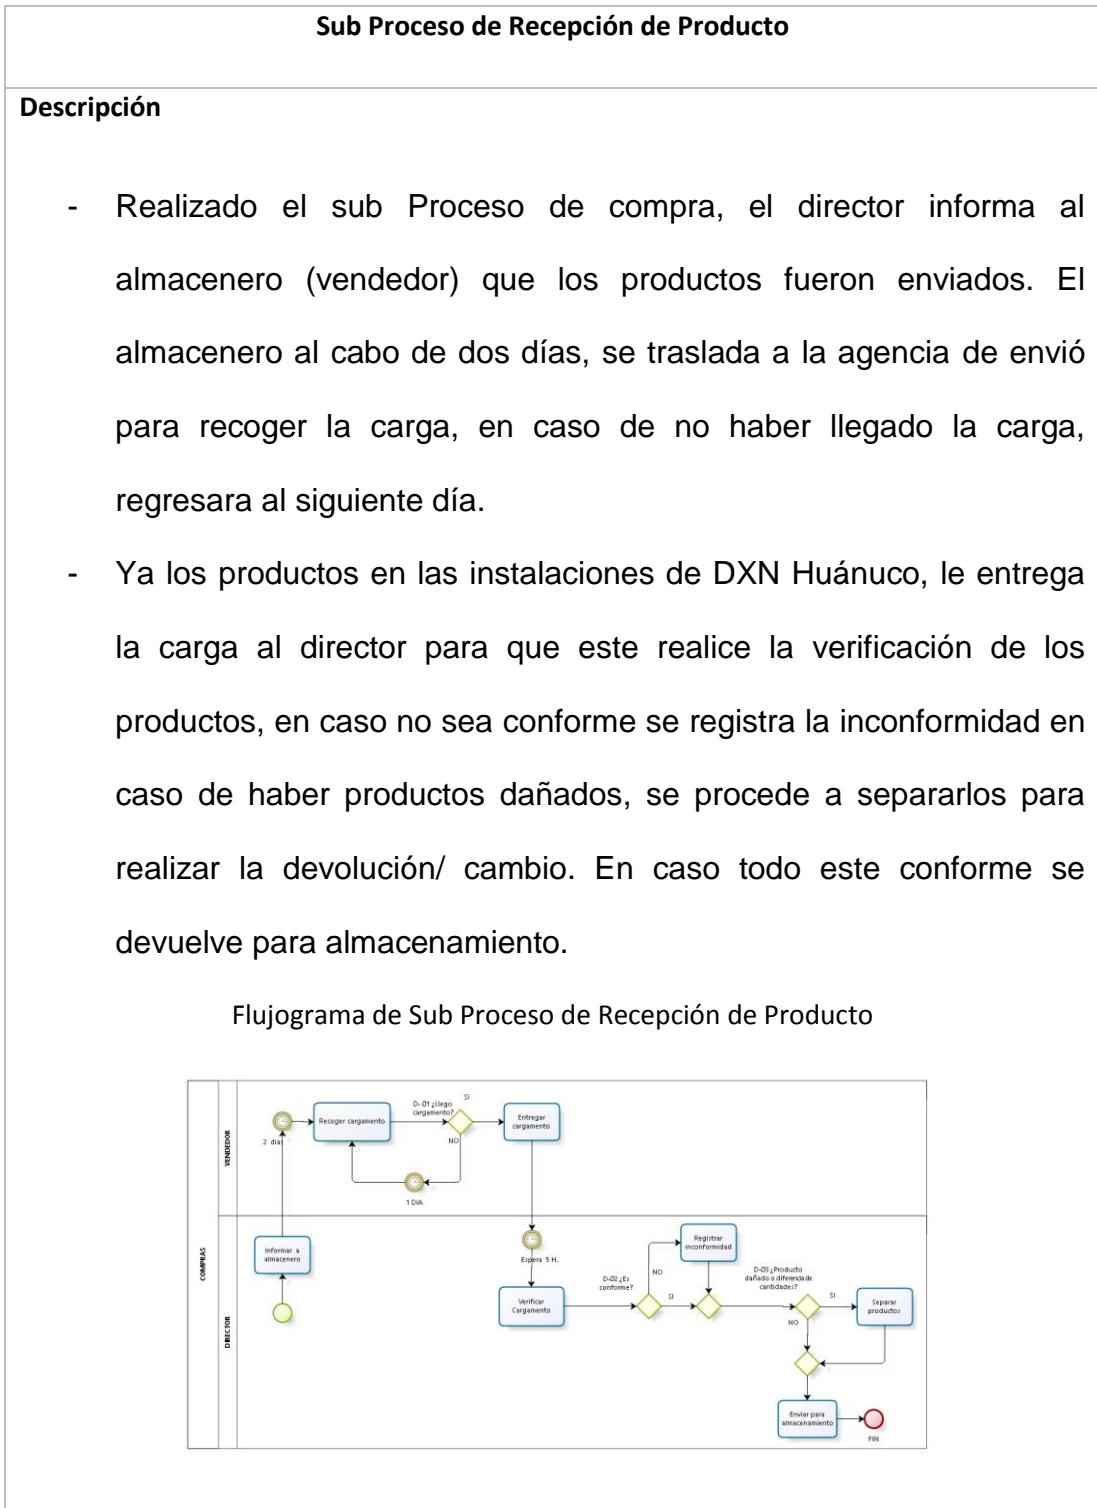 Sub Proceso de Recepción de Producto
Descripción
- Realizado el sub Proceso de compra, el director informa al
almacenero (vendedor) que los productos fueron enviados. El
almacenero al cabo de dos días, se traslada a la agencia de envió
para recoger la carga, en caso de no haber llegado la carga,
regresara al siguiente día.
- Ya los productos en las instalaciones de DXN Huánuco, le entrega
la carga al director para que este realice la verificación de los
productos, en caso no sea conforme se registra la inconformidad en
caso de haber productos dañados, se procede a separarlos para
realizar la devolución/ cambio. En caso todo este conforme se
devuelve para almacenamiento.
Flujograma de Sub Proceso de Recepción de Producto
COMPRAS
VENDEDOR
2 dias
Recoger cargamento
D- 01 ¿Llego
cargamento?
SI
NO
1 DIA
Entregar
cargamento
DIRECTOR
Informar a
almacenero
Espera 5 H.
Verificar
Cargamento
D-02 ¿Es
conforme?
NO
SI
Registrar
inconformidad
D-03 ¿Producto
dañado o diferencia de
cantidades?
SI
NO
Separar
productos
Enviar para
almacenamiento
FIN